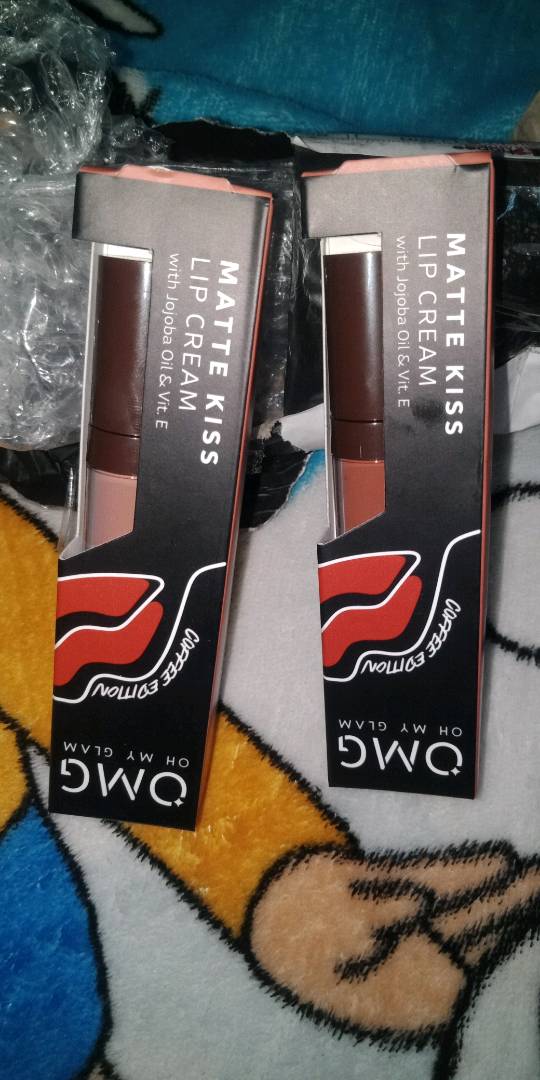 MATTE KISS
LIP CREAM
with Jojoba Oil & Vit. E
COFFEE EDITION
OMG
OH MY GLAM
MATTE KISS
LIP CREAM
with Jojoba Oil & Vit. E
COFFEE EDITION
OMG
OH MY GLAM